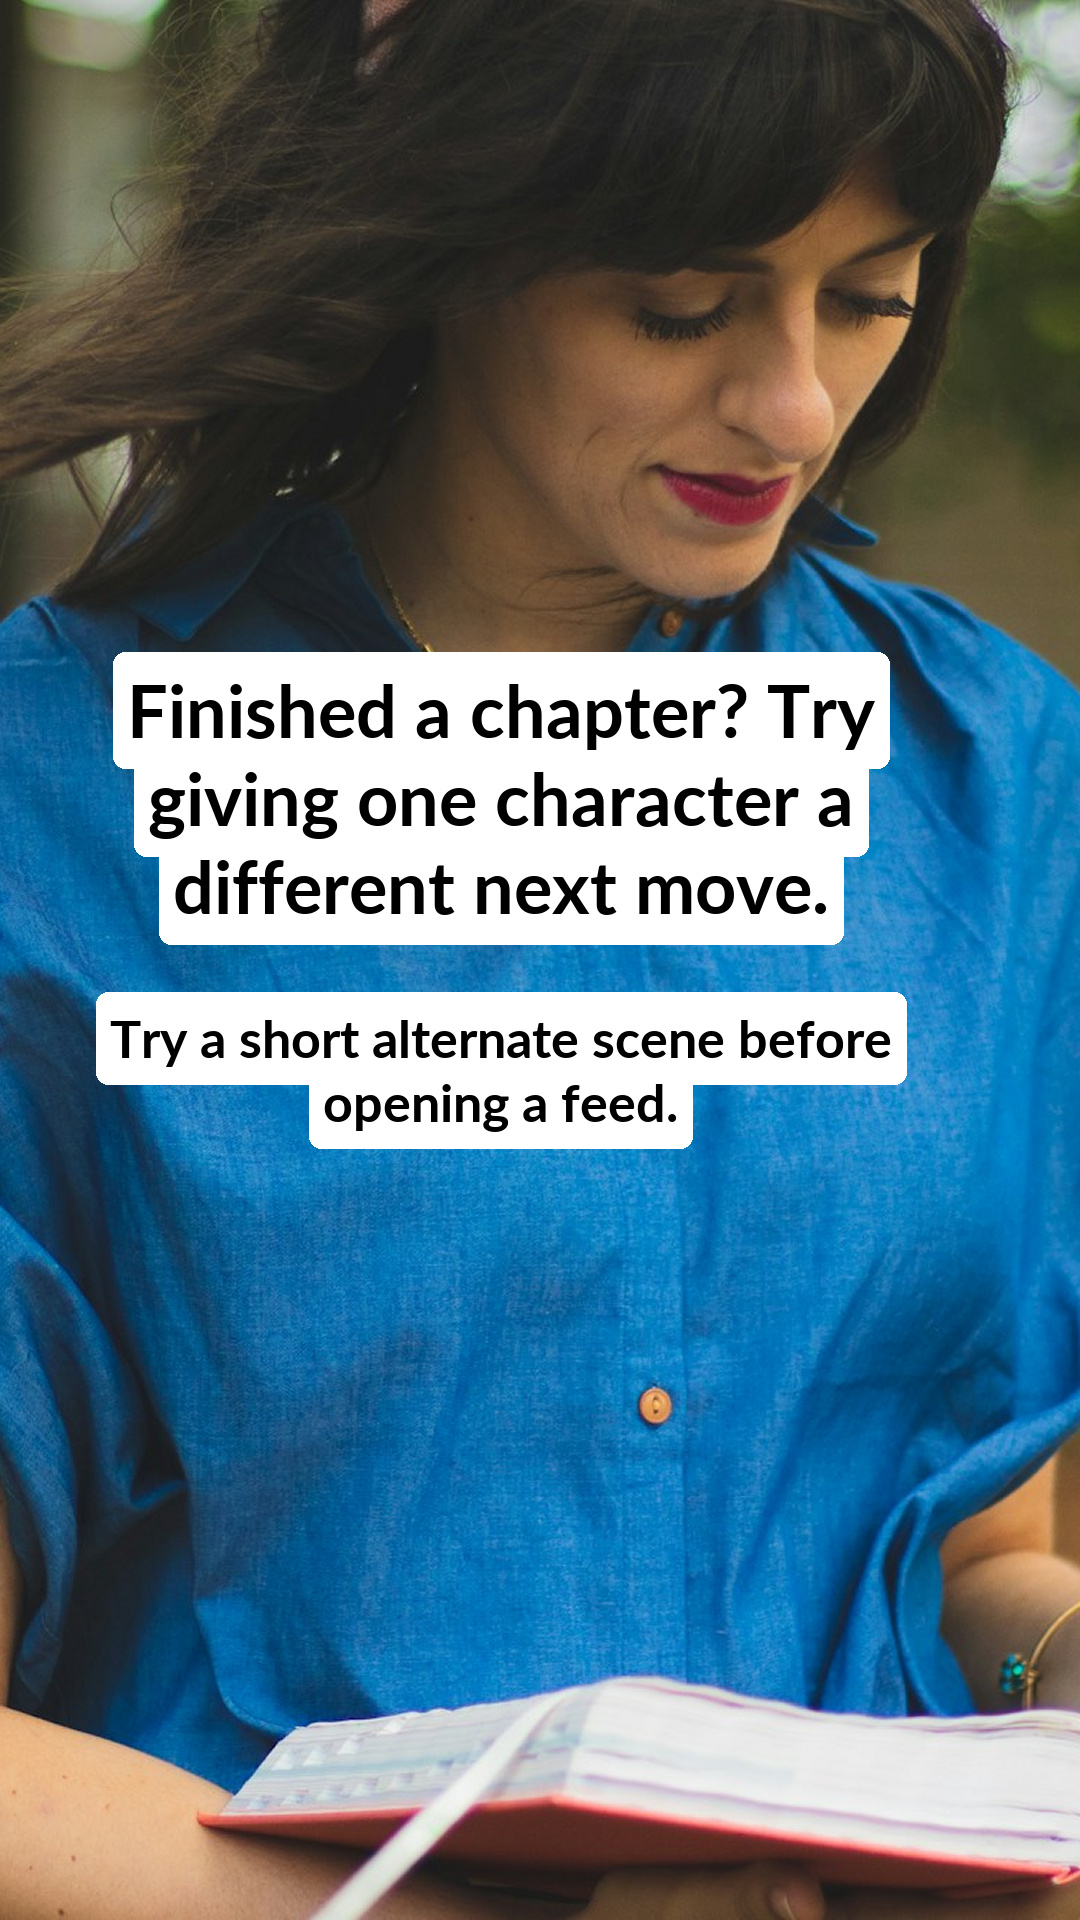 Finished a chapter? Try
giving one character a
different next move.
Try a short alternate scene before
opening a feed.